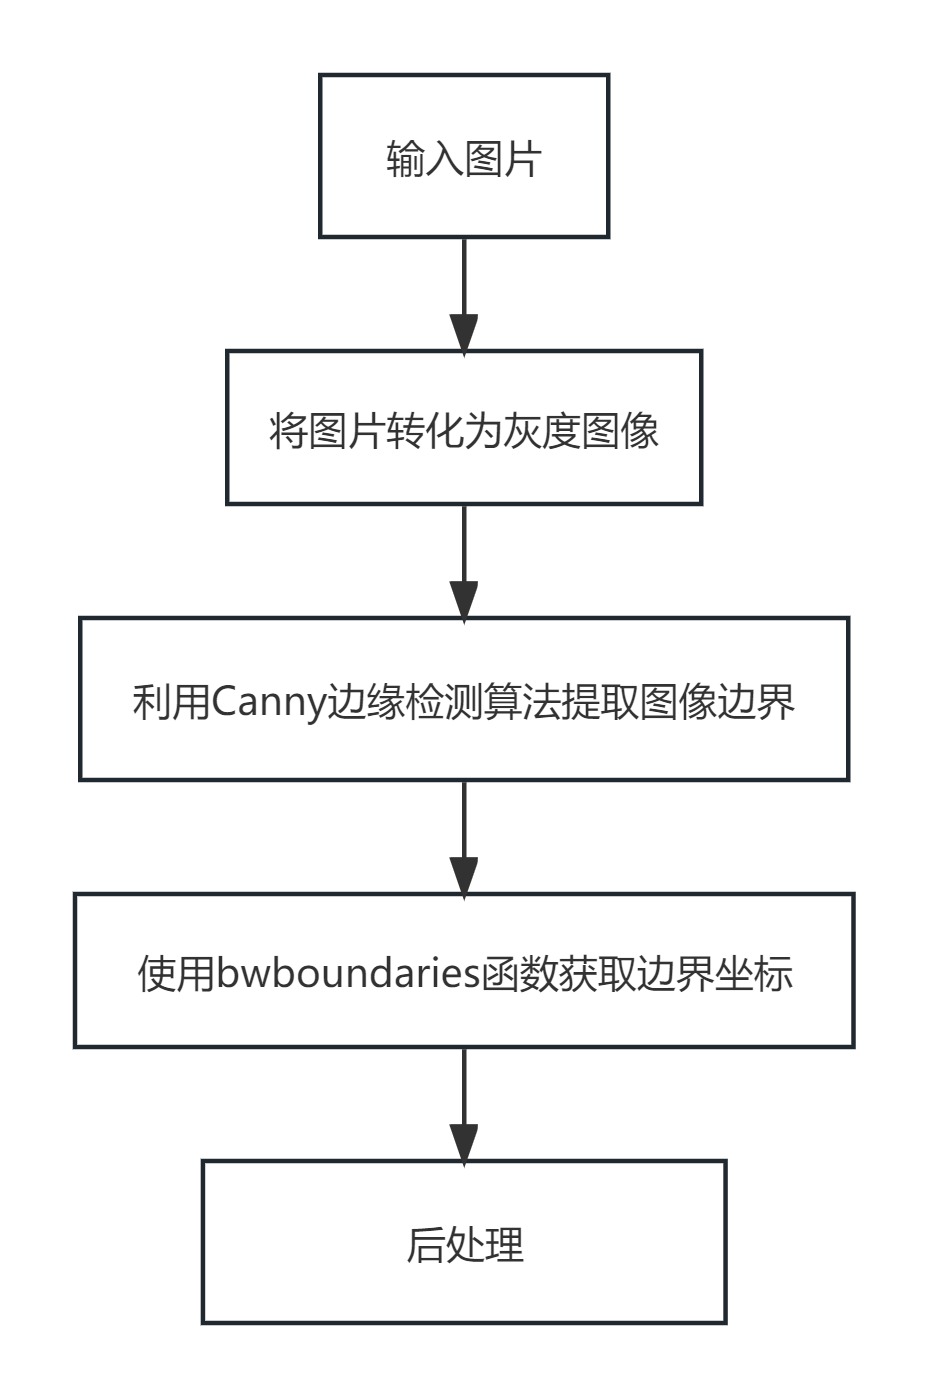 输入图片
将图片转化为灰度图像
利用Canny边缘检测算法提取图像边界
使用bwboundaries函数获取边界坐标
后处理